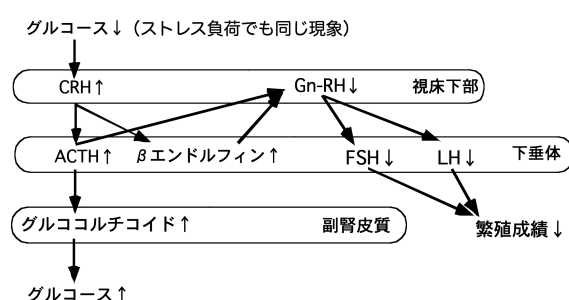 グルコース↓（ストレス負荷でも同じ現象）
CRH↑ Gn-RH↓ 視床下部
ACTH↑ βエンドルフィン↑ FSH↓ LH↓ 下垂体
グルココルチコイド↑ 副腎皮質 繁殖成績↓
グルコース↑